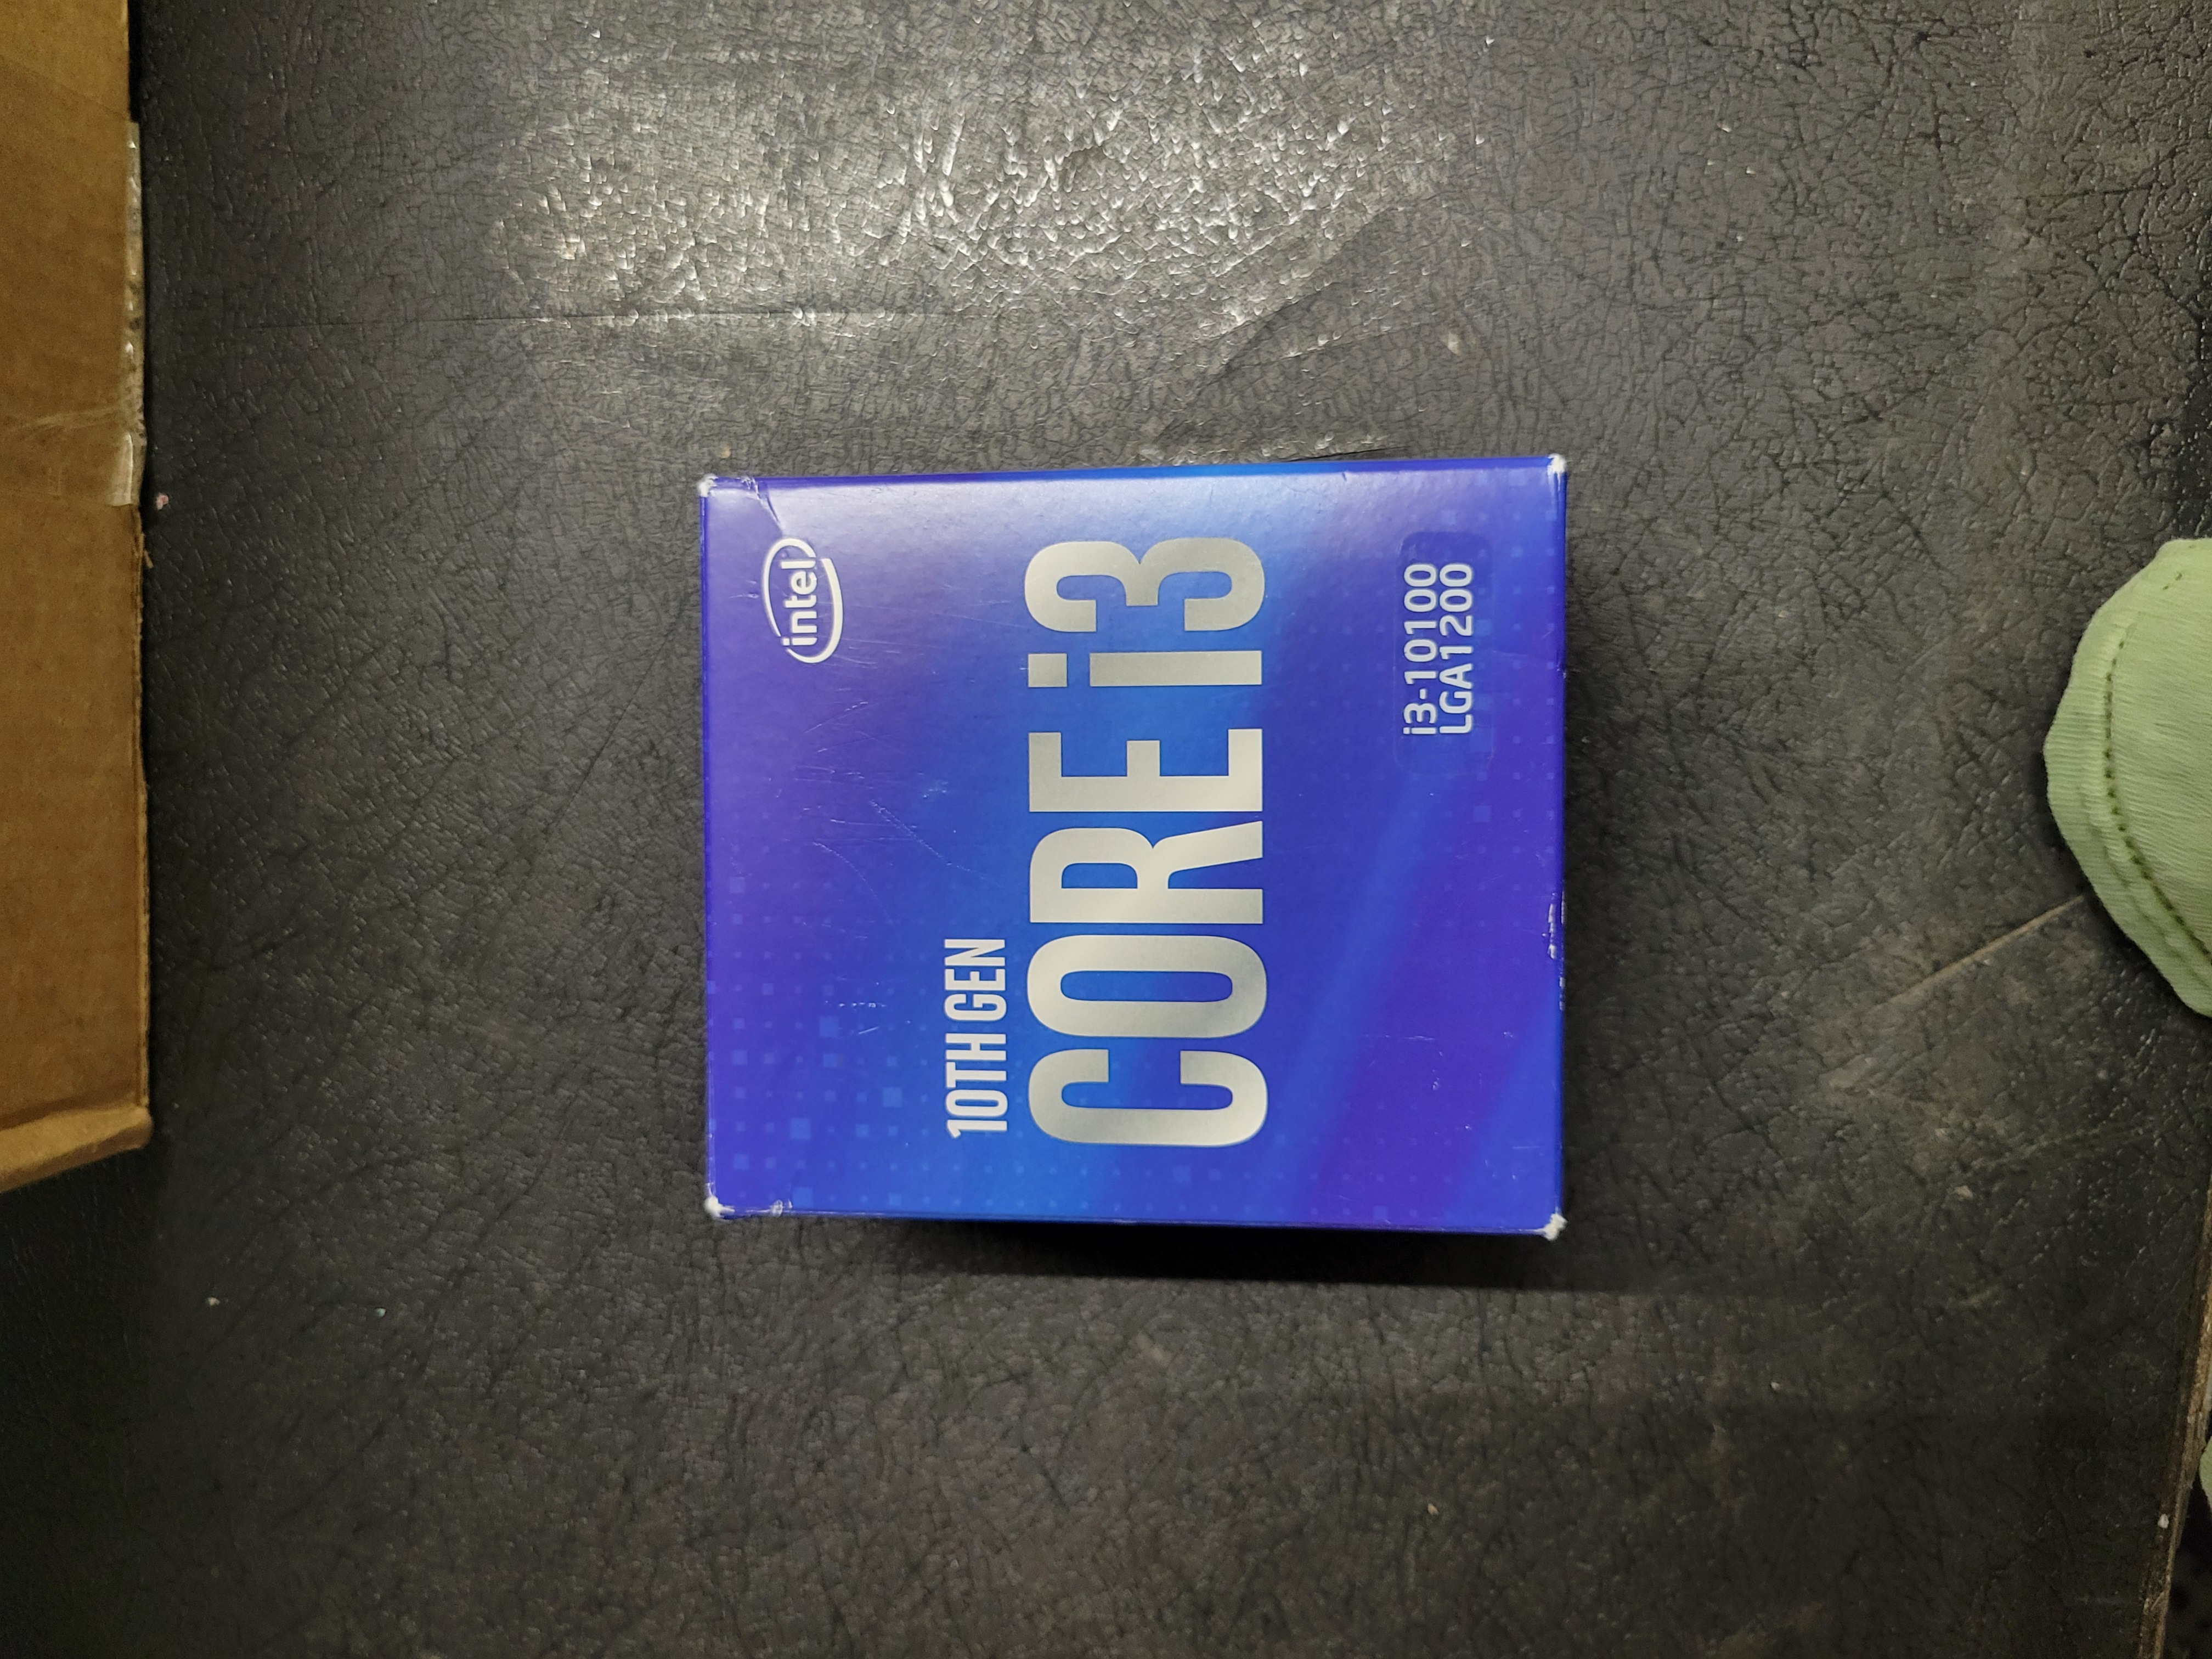 intel
10TH GEN
CORE i3
i3-10100
LGA1200